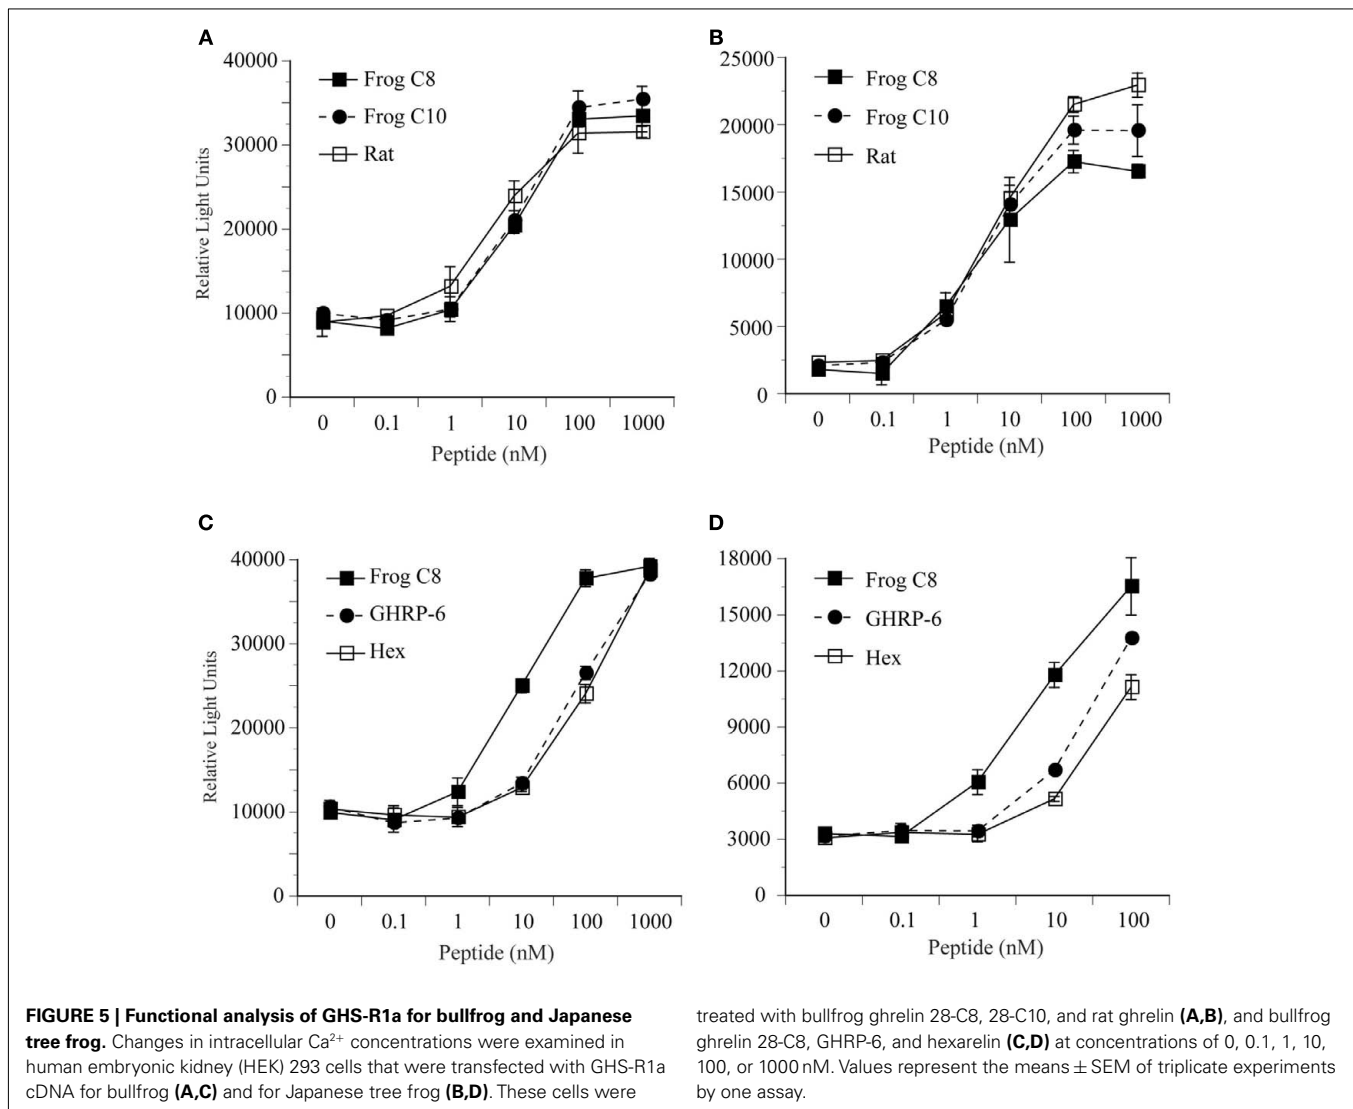 A
40000
30000
20000
10000
0
Relative Light Units
Frog C8
Frog C10
Rat
0 0.1 1 10 100 1000
Peptide (nM)
B
25000
20000
15000
10000
5000
0
Frog C8
Frog C10
Rat
0 0.1 1 10 100 1000
Peptide (nM)
C
40000
30000
20000
10000
0
Relative Light Units
Frog C8
GHRP-6
Hex
0 0.1 1 10 100 1000
Peptide (nM)
D
18000
15000
12000
9000
6000
3000
0
Frog C8
GHRP-6
Hex
0 0.1 1 10 100
Peptide (nM)
FIGURE 5 | Functional analysis of GHS-R1a for bullfrog and Japanese
tree frog. Changes in intracellular Ca²⁺ concentrations were examined in
human embryonic kidney (HEK) 293 cells that were transfected with GHS-R1a
cDNA for bullfrog (A,C) and for Japanese tree frog (B,D). These cells were
treated with bullfrog ghrelin 28-C8, 28-C10, and rat ghrelin (A,B), and bullfrog
ghrelin 28-C8, GHRP-6, and hexarelin (C,D) at concentrations of 0, 0.1, 1, 10,
100, or 1000 nM. Values represent the means ± SEM of triplicate experiments
by one assay.